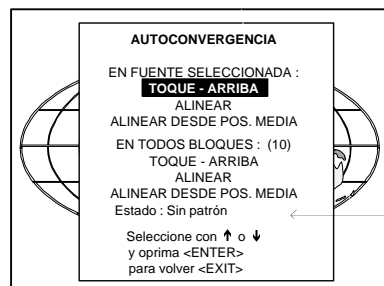 AUTOCONVERGENCIA
EN FUENTE SELECCIONADA :
TOQUE - ARRIBA
ALINEAR
ALINEAR DESDE POS. MEDIA
EN TODOS BLOQUES : (10)
TOQUE - ARRIBA
ALINEAR
ALINEAR DESDE POS. MEDIA
Estado : Sin patrón
Seleccione con ↑ o ↓
y oprima <ENTER>
para volver <EXIT>